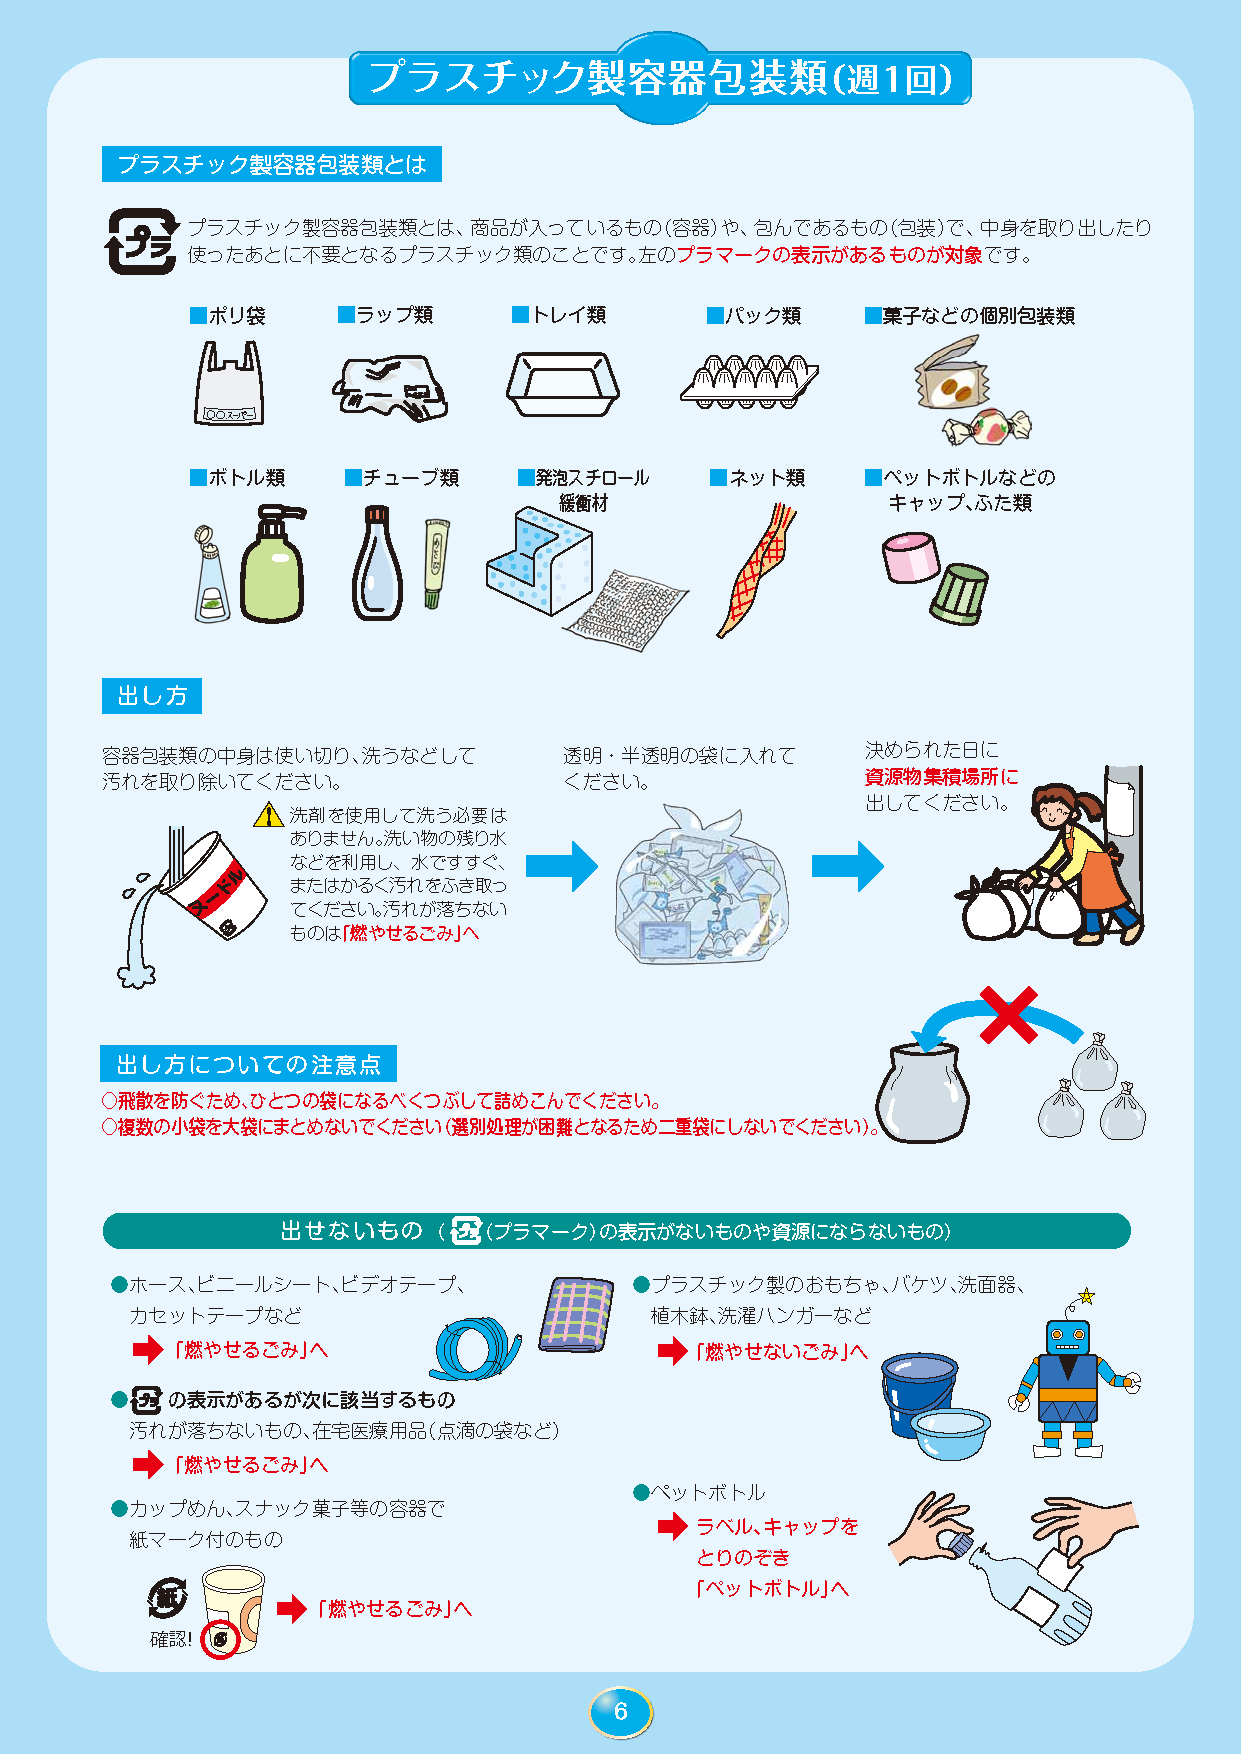 プラスチック製容器包装類(週1回)
プラスチック製容器包装類とは
プラ
プラスチック製容器包装類とは、商品が入っているもの(容器)や、包んであるもの(包装)で、中身を取り出したり
使ったあとに不要となるプラスチック類のことです。左のプラマークの表示があるものが対象です。
■ポリ袋 ■ラップ類 ■トレイ類 ■パック類 ■菓子などの個別包装類
○○スーパー
■ボトル類 ■チューブ類 ■発泡スチロール ■ネット類 ■ペットボトルなどの
緩衝材 キャップ、ふた類
出し方
容器包装類の中身は使い切り、洗うなどして
汚れを取り除いてください。
洗剤を使用して洗う必要は
ありません。洗い物の残り水
などを利用し、水ですすぐ、
またはかるく汚れをふき取っ
てください。汚れが落ちない
ものは「燃やせるごみ」へ
ヌードル
透明・半透明の袋に入れて
ください。
決められた日に
資源物集積場所に
出してください。
出し方についての注意点
○飛散を防ぐため、ひとつの袋になるべくつぶして詰めこんでください。
○複数の小袋を大袋にまとめないでください(選別処理が困難となるため二重袋にしないでください)。
出せないもの(プラ(プラマーク)の表示がないものや資源にならないもの)
●ホース、ビニールシート、ビデオテープ、
カセットテープなど
「燃やせるごみ」へ
●プラの表示があるが次に該当するもの
汚れが落ちないもの、在宅医療用品(点滴の袋など)
「燃やせるごみ」へ
●カップめん、スナック菓子等の容器で
紙マーク付のもの
紙
「燃やせるごみ」へ
確認!
●プラスチック製のおもちゃ、バケツ、洗面器、
植木鉢、洗濯ハンガーなど
「燃やせないごみ」へ
●ペットボトル
ラベル、キャップを
とりのぞき
「ペットボトル」へ
6